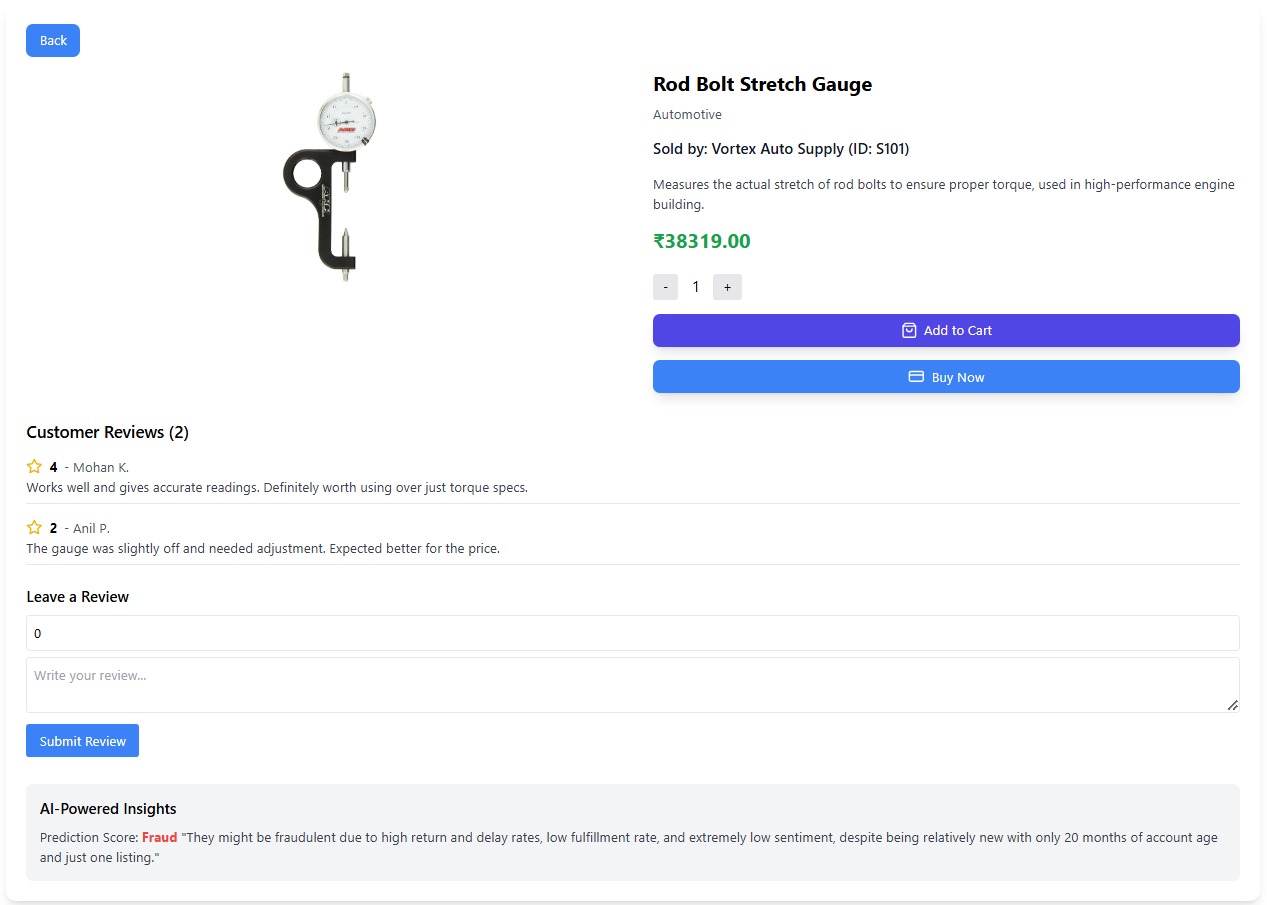 Back
Rod Bolt Stretch Gauge
Automotive
Sold by: Vortex Auto Supply (ID: S101)
Measures the actual stretch of rod bolts to ensure proper torque, used in high-performance engine
building.
₹38319.00
- 1 +
Add to Cart
Buy Now
Customer Reviews (2)
4 - Mohan K.
Works well and gives accurate readings. Definitely worth using over just torque specs.
2 - Anil P.
The gauge was slightly off and needed adjustment. Expected better for the price.
Leave a Review
0
Write your review...
Submit Review
AI-Powered Insights
Prediction Score: Fraud "They might be fraudulent due to high return and delay rates, low fulfillment rate, and extremely low sentiment, despite being relatively new with only 20 months of account age
and just one listing."